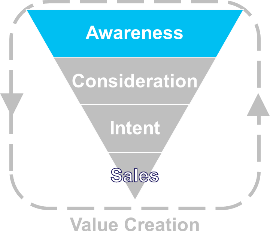 Awareness
Consideration
Intent
Sales
Value Creation